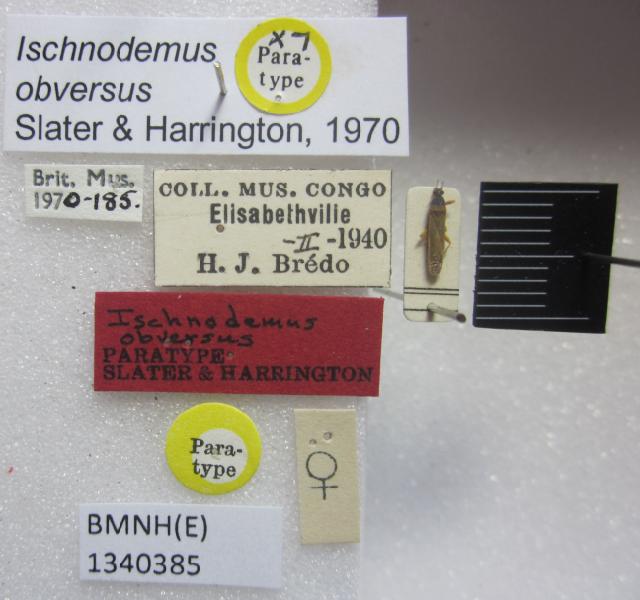 Ischnodemus
obversus
Slater & Harrington, 1970
X7
Para-
type
Brit. Mus.
1970-185.
COLL. MUS. CONGO
Elisabethville
-II-1940
H. J. Brédo
Ischnodemus
obversus
PARATYPE
SLATER & HARRINGTON
Para-
type
♀
BMNH(E)
1340385